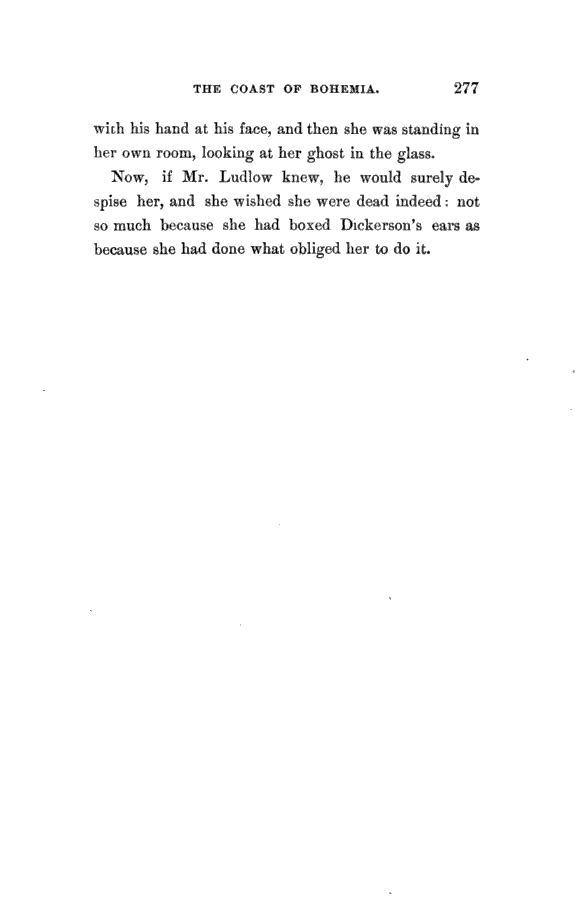 THE COAST OF BOHEMIA. 277
with his hand at his face, and then she was standing in
her own room, looking at her ghost in the glass.
Now, if Mr. Ludlow knew, he would surely de-
spise her, and she wished she were dead indeed: not
so much because she had boxed Dickerson's ears as
because she had done what obliged her to do it.